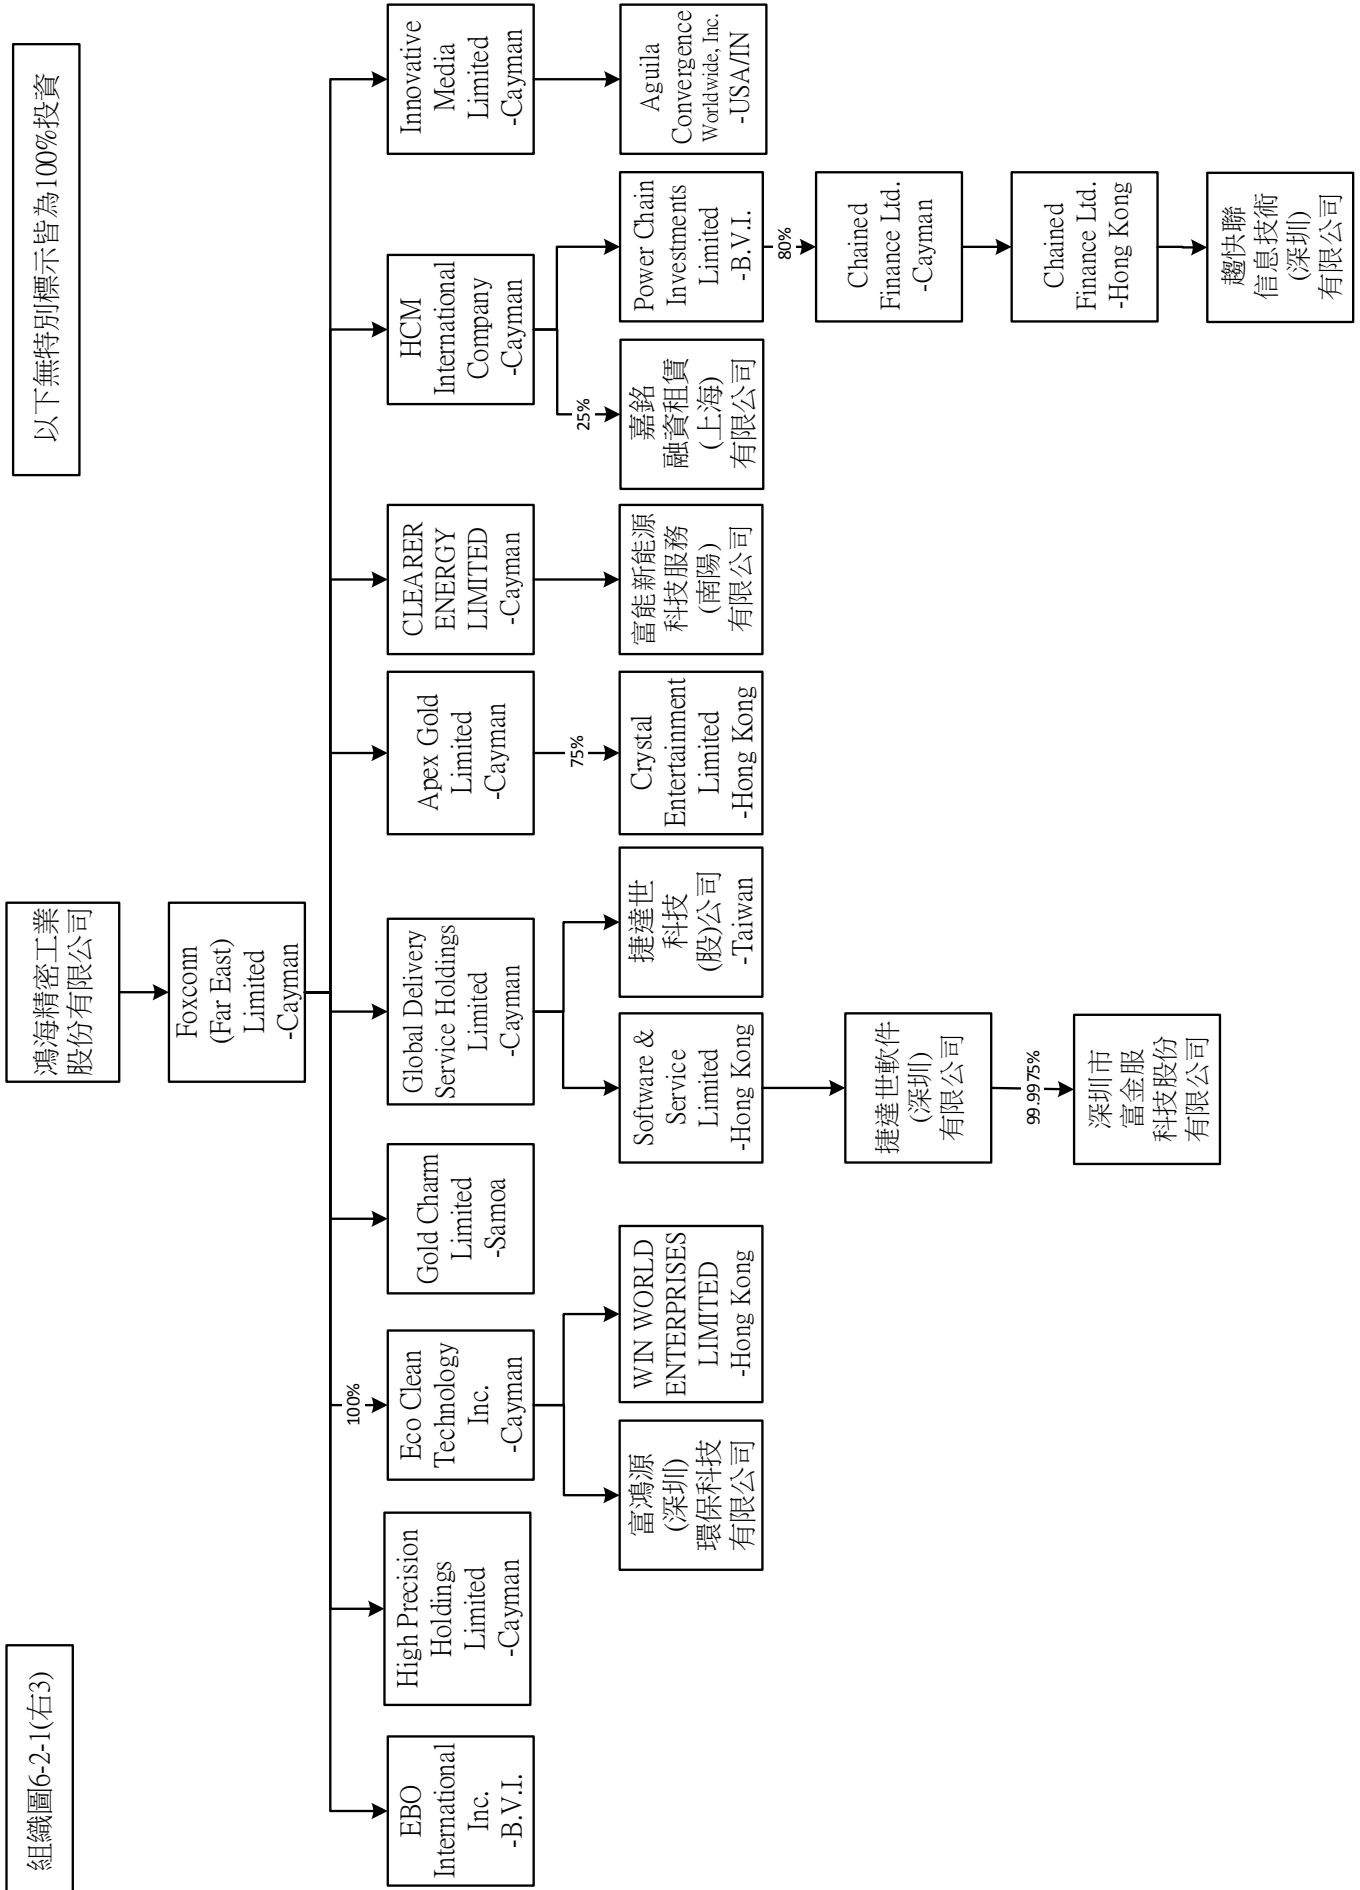 組織圖6-2-1(右3)
以下無特別標示皆為100%投資
鴻海精密工業
股份有限公司
Foxconn
(Far East)
Limited
-Cayman
EBO
International
Inc.
-B.V.I.
High Precision
Holdings
Limited
-Cayman
100%
Eco Clean
Technology
Inc.
-Cayman
Gold Charm
Limited
-Samoa
Global Delivery
Service Holdings
Limited
-Cayman
Apex Gold
Limited
-Cayman
CLEARER
ENERGY
LIMITED
-Cayman
HCM
International
Company
-Cayman
Innovative
Media
Limited
-Cayman
75%
25%
富鴻源
(深圳)
環保科技
有限公司
WIN WORLD
ENTERPRISES
LIMITED
-Hong Kong
Software &
Service
Limited
-Hong Kong
捷達世
科技
(股)公司
-Taiwan
Crystal
Entertainment
Limited
-Hong Kong
富能新能源
科技服務
(南陽)
有限公司
嘉銘
融資租賃
(上海)
有限公司
Power Chain
Investments
Limited
-B.V.I.
Aguila
Convergence
Worldwide, Inc.
-USA/IN
80%
捷達世軟件
(深圳)
有限公司
Chained
Finance Ltd.
-Cayman
99.9975%
深圳市
富金服
科技股份
有限公司
Chained
Finance Ltd.
-Hong Kong
趨快聯
信息技術
(深圳)
有限公司